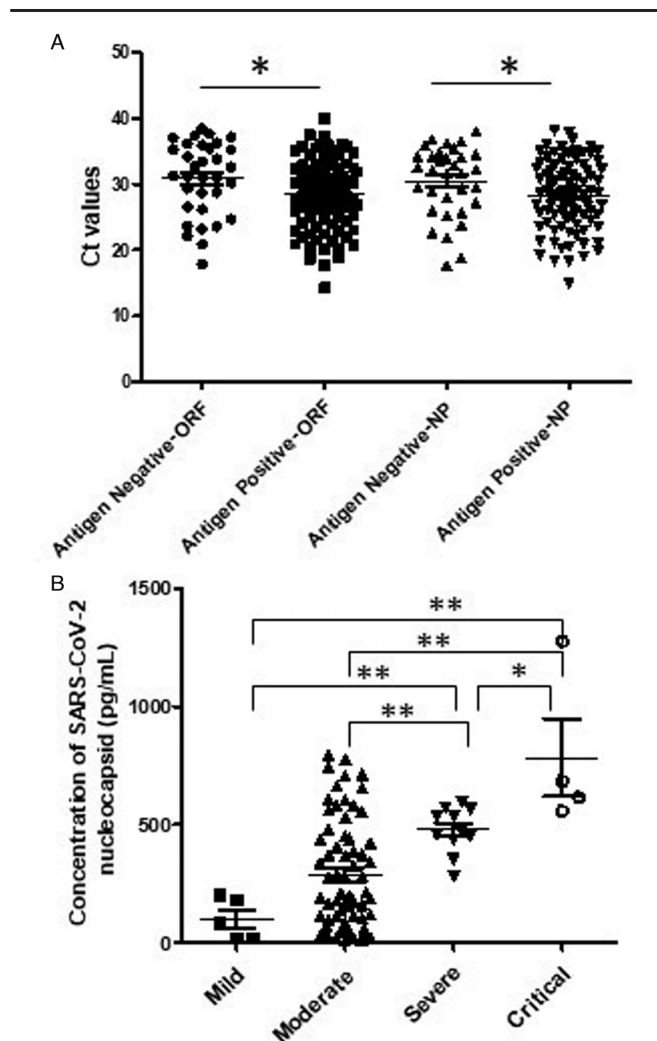 A
50
40
30
20
10
0
Ct values
*
*
Antigen Negative-ORF
Antigen Positive-ORF
Antigen Negative-NP
Antigen Positive-NP
B
1500
1000
500
0
Concentration of SARS-CoV-2
nucleocapsid (pg/mL)
**
**
**
*
**
Mild
Moderate
Severe
Critical